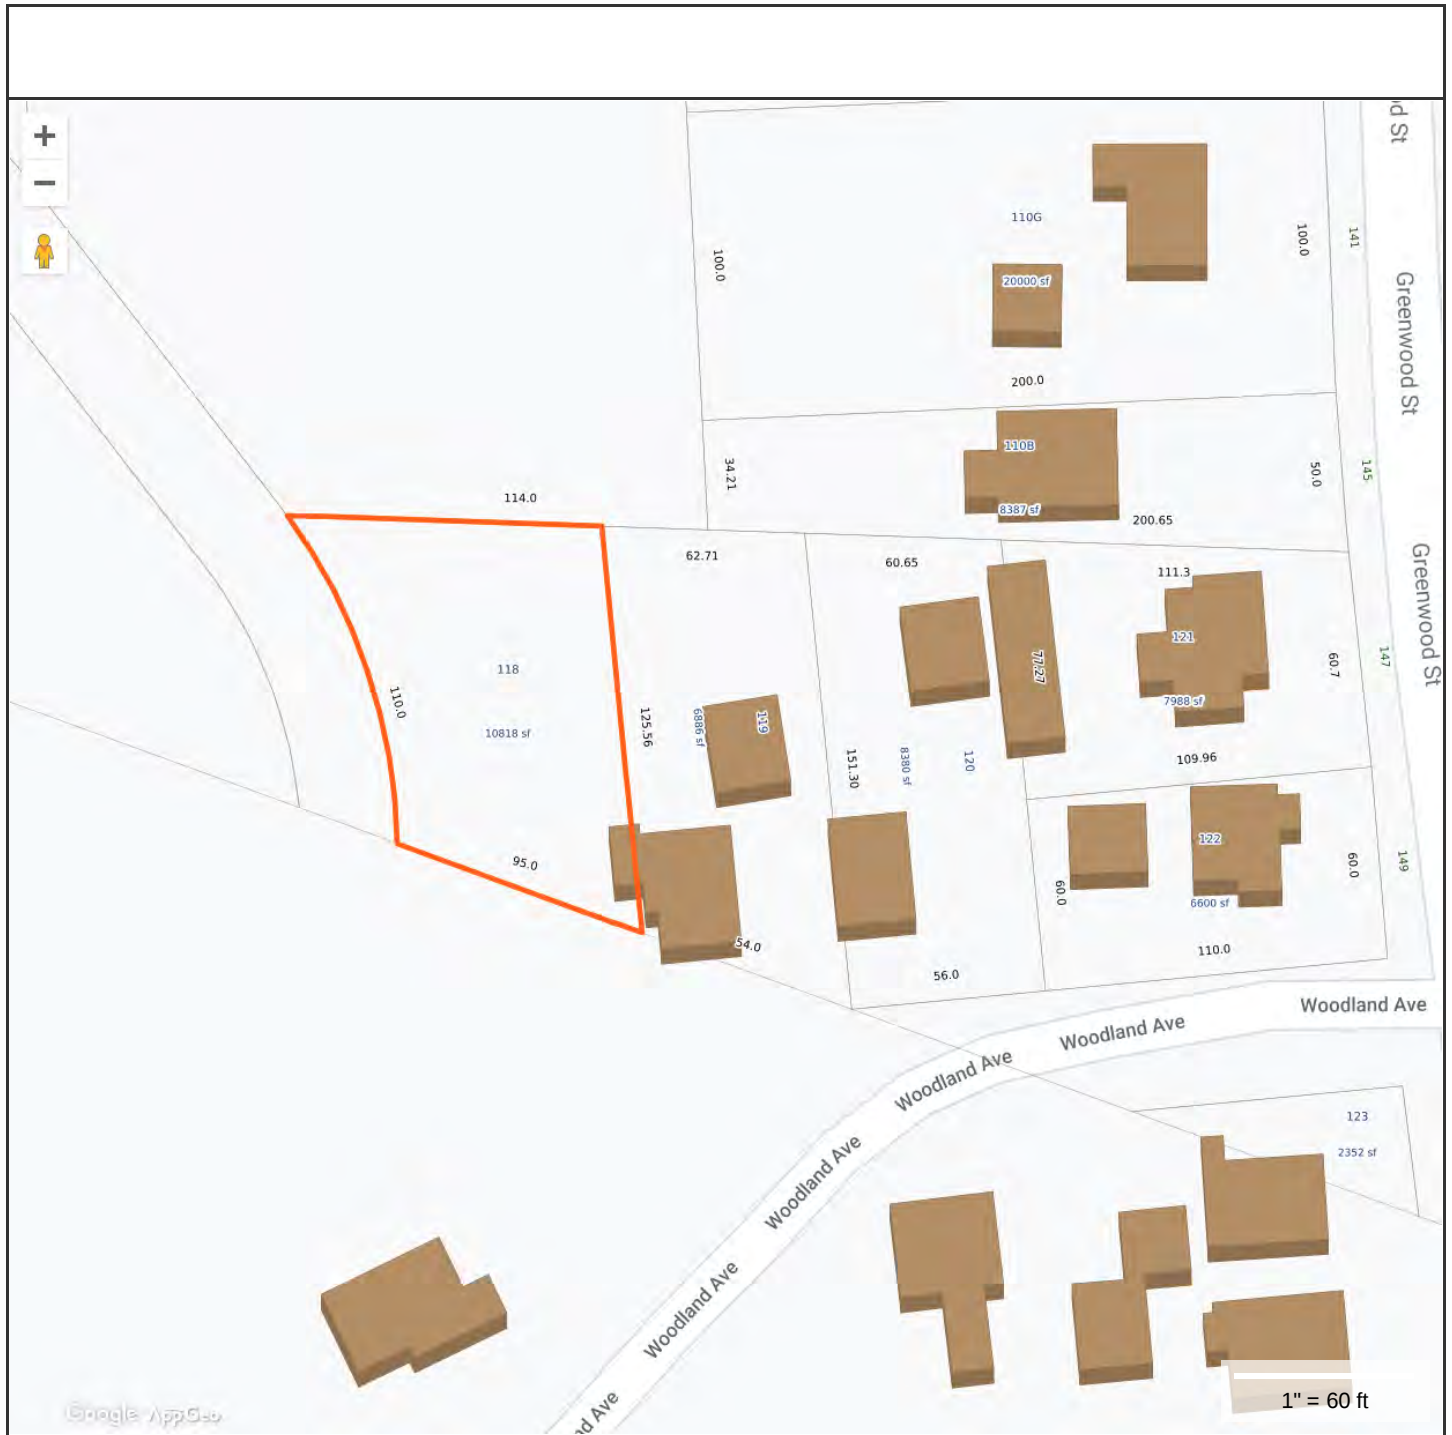 +
−
d St
110G
141
100.0
100.0
20000 sf
Greenwood St
200.0
110B
34.21
50.0
145
114.0
8387 sf
200.65
62.71
60.65
111.3
Greenwood St
121
118
77.27
60.7
147
110.0
7988 sf
10818 sf
125.56
6886 sf
119
151.30
8380 sf
120
109.96
122
95.0
60.0
60.0
149
6600 sf
54.0
110.0
56.0
Woodland Ave
Woodland Ave
Woodland Ave
123
2352 sf
Woodland Ave
Woodland Ave
nd Ave
1" = 60 ft
Google AppGeo